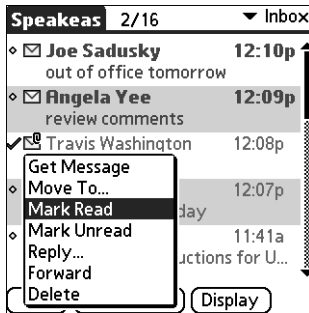 Speakeas 2/16 Inbox
Joe Sadusky 12:10p
out of office tomorrow
Angela Yee 12:09p
review comments
Travis Washington 12:08p
Get Message
Move To... 12:07p
Mark Read day
Mark Unread 11:41a
Reply... uctions for U...
Forward
Delete Display